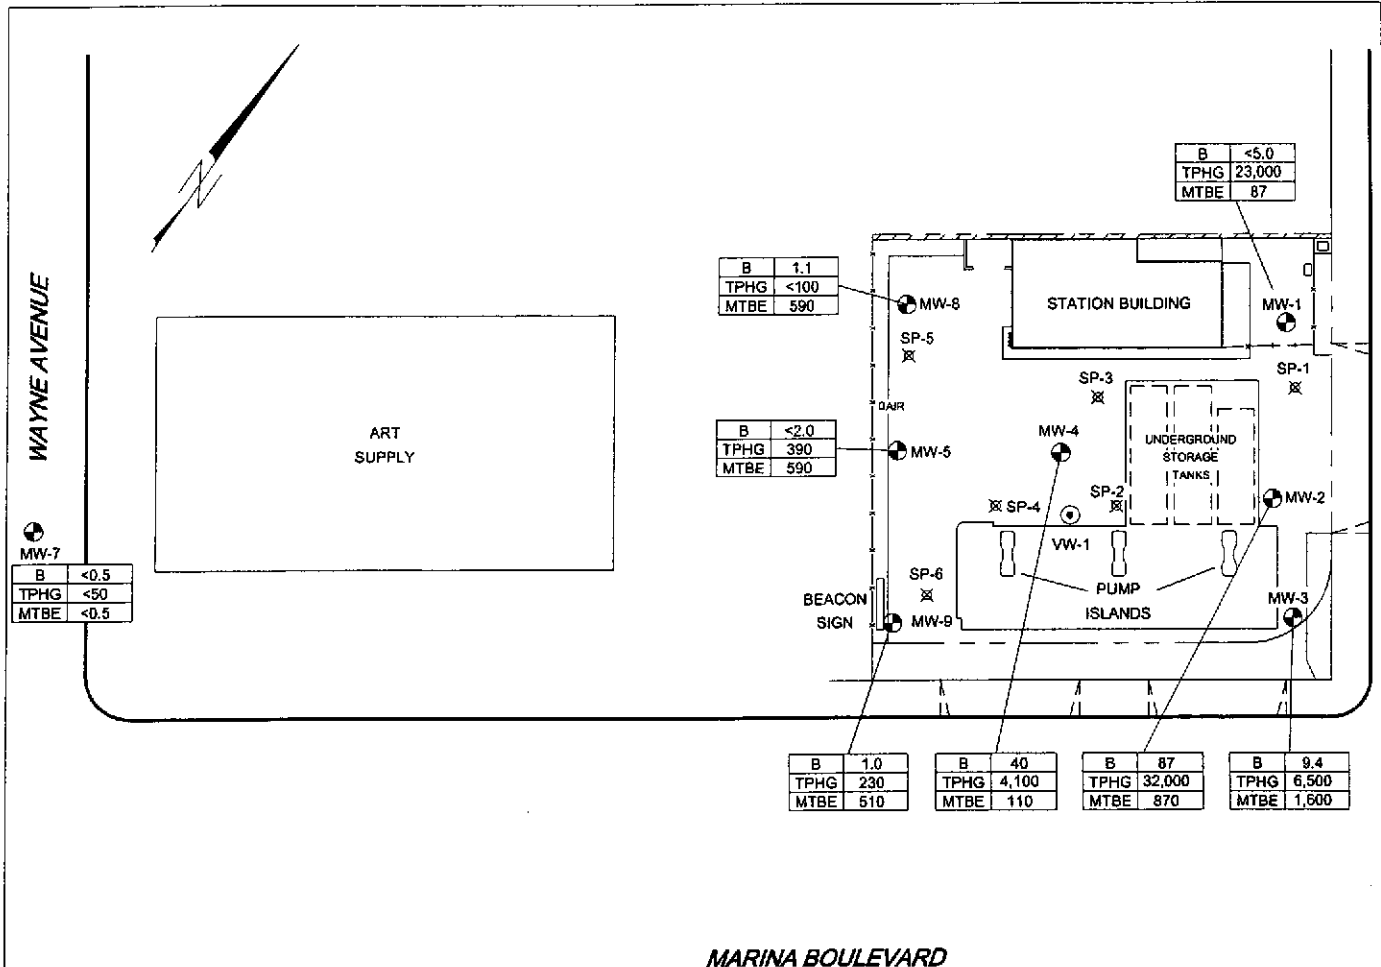 N
B <5.0
TPHG 23,000
MTBE 87
B 1.1
TPHG <100
MTBE 590
MW-8
STATION BUILDING
MW-1
SP-5
SP-3
SP-1
WAYNE AVENUE
AIR
ART
SUPPLY
B <2.0
TPHG 390
MTBE 590
MW-5
MW-4
UNDERGROUND
STORAGE
TANKS
SP-4
SP-2
MW-2
VW-1
MW-7
B <0.5
TPHG <50
MTBE <0.5
SP-6
BEACON
SIGN
MW-9
PUMP
ISLANDS
MW-3
B 1.0
TPHG 230
MTBE 510
B 40
TPHG 4,100
MTBE 110
B 87
TPHG 32,000
MTBE 870
B 9.4
TPHG 6,500
MTBE 1,600
MARINA BOULEVARD